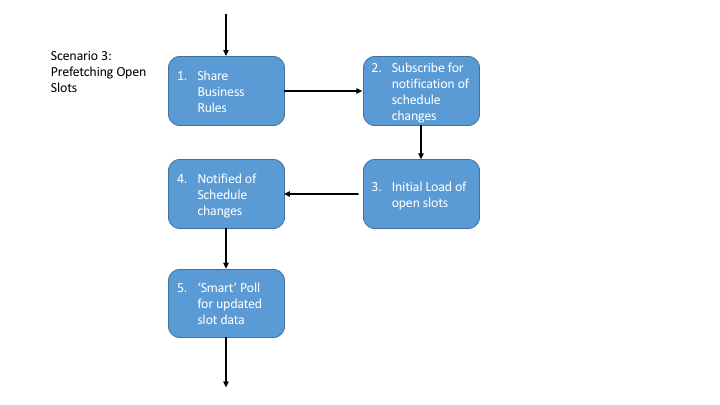 Scenario 3:
Prefetching Open
Slots
1. Share
Business
Rules
2. Subscribe for
notification of
schedule
changes
3. Initial Load of
open slots
4. Notified of
Schedule
changes
5. ‘Smart’ Poll
for updated
slot data